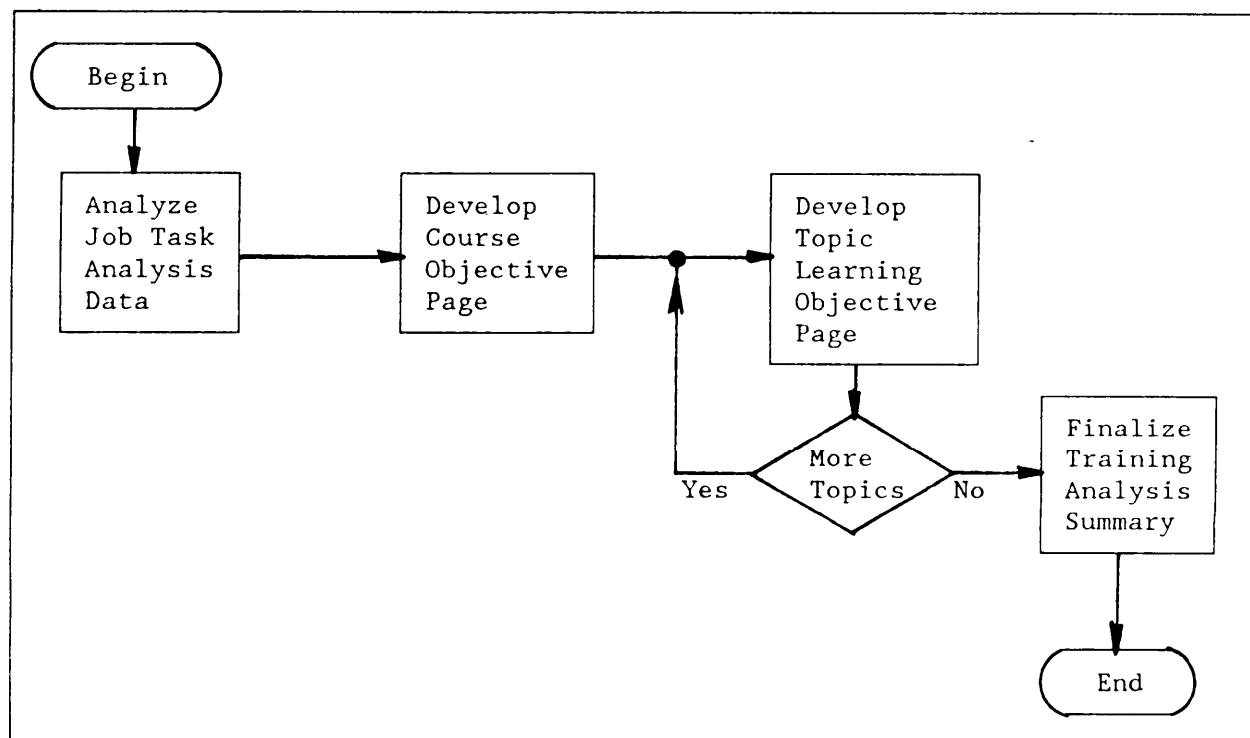 Begin
Analyze
Job Task
Analysis
Data
Develop
Course
Objective
Page
Develop
Topic
Learning
Objective
Page
More
Topics
Yes
No
Finalize
Training
Analysis
Summary
End